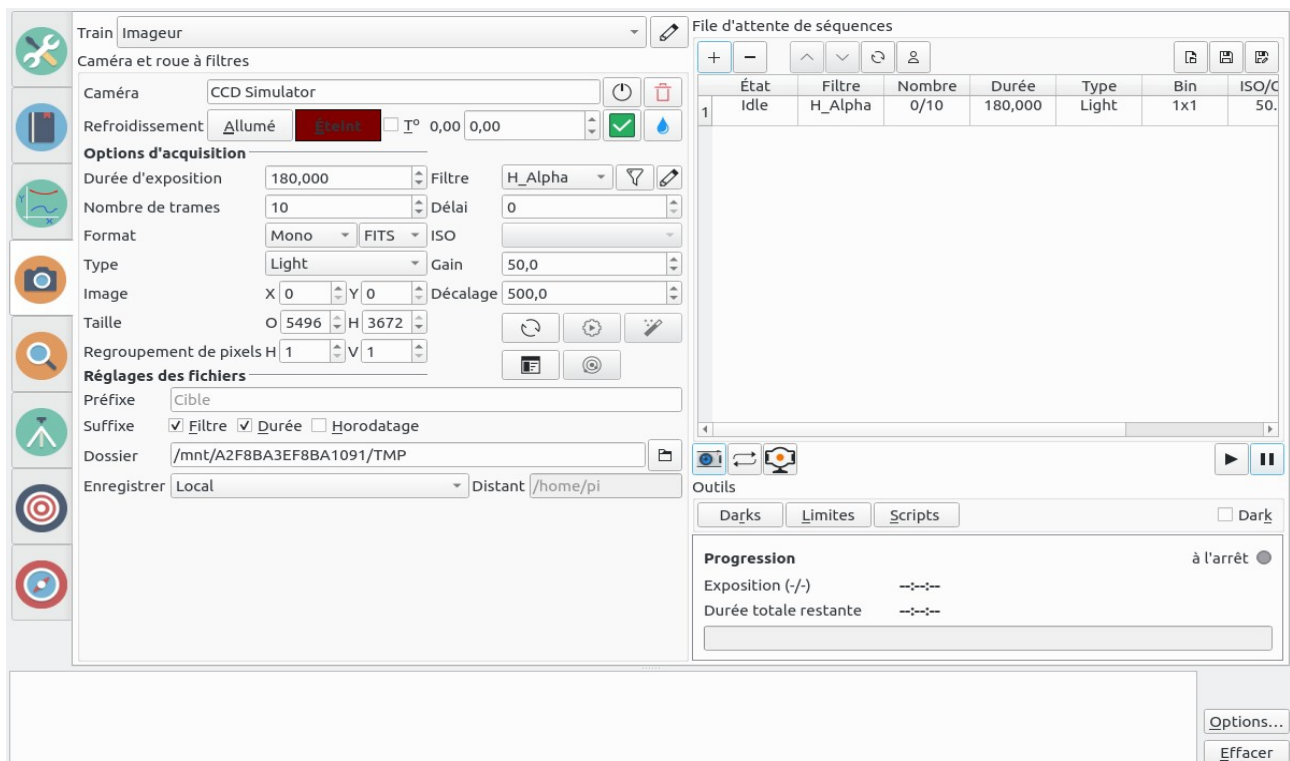 Train Imageur
Caméra et roue à filtres
Caméra CCD Simulator
Refroidissement Allumé Éteint T° 0,00 0,00
Options d'acquisition
Durée d'exposition 180,000 Filtre H_Alpha
Nombre de trames 10 Délai 0
Format Mono FITS ISO
Type Light Gain 50,0
Image X 0 Y 0 Décalage 500,0
Taille O 5496 H 3672
Regroupement de pixels H 1 V 1
Réglages des fichiers
Préfixe Cible
Suffixe Filtre Durée Horodatage
Dossier /mnt/A2F8BA3EF8BA1091/TMP
Enregistrer Local Distant /home/pi
File d'attente de séquences
État Filtre Nombre Durée Type Bin ISO/
1 Idle H_Alpha 0/10 180,000 Light 1x1 50.
Outils
Darks Limites Scripts Dark
Progression à l'arrêt
Exposition (-/-) --:--:--
Durée totale restante --:--:--
Options...
Effacer